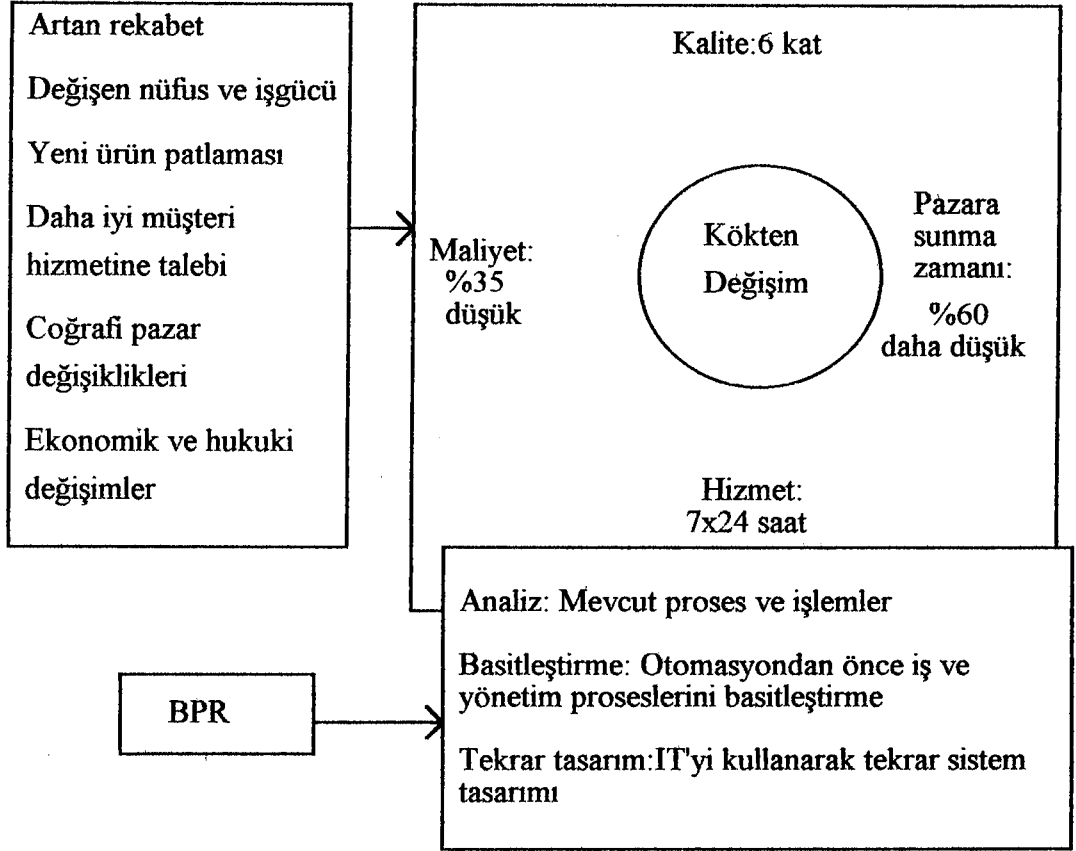 Artan rekabet
Değişen nüfus ve işgücü
Yeni ürün patlaması
Daha iyi müşteri
hizmetine talebi
Coğrafi pazar
değişiklikleri
Ekonomik ve hukuki
değişimler
Kalite:6 kat
Maliyet:
%35
düşük
Kökten
Değişim
Pazara
sunma
zamanı:
%60
daha düşük
Hizmet:
7x24 saat
BPR
Analiz: Mevcut proses ve işlemler
Basitleştirme: Otomasyondan önce iş ve
yönetim proseslerini basitleştirme
Tekrar tasarım:IT'yi kullanarak tekrar sistem
tasarımı